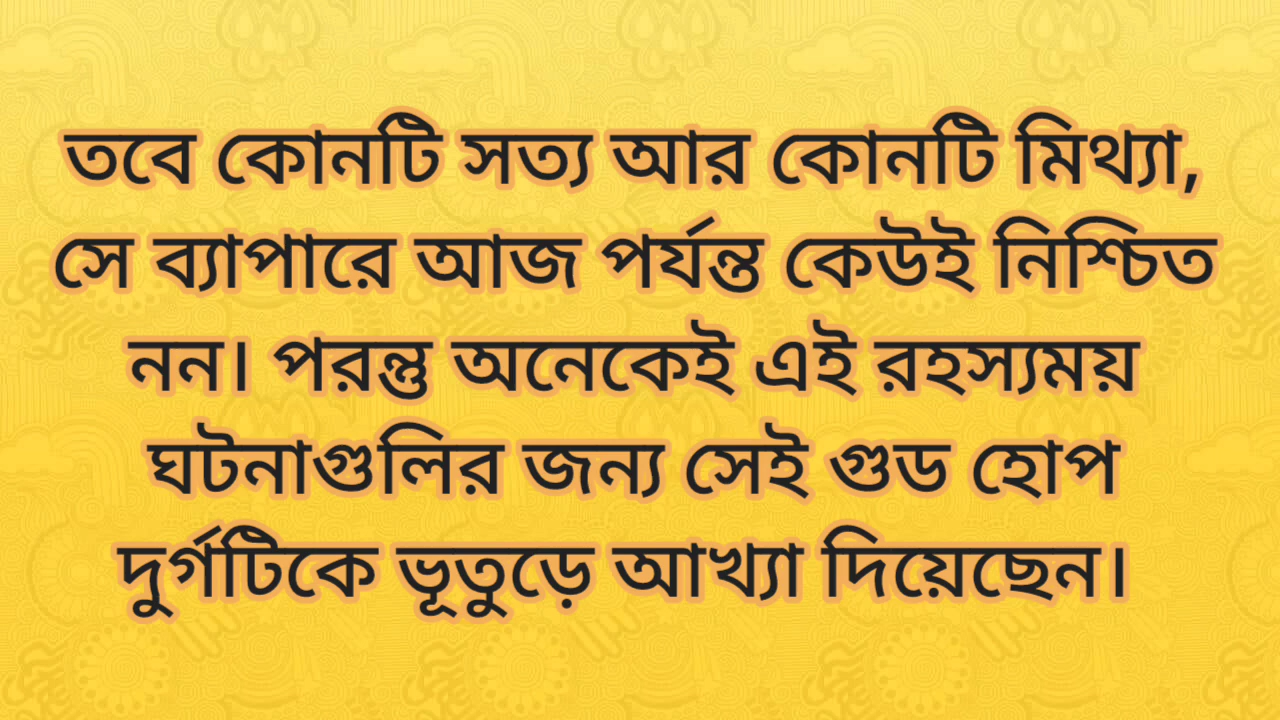 তবে কোনটি সত্য আর কোনটি মিথ্যা,
সে ব্যাপারে আজ পর্যন্ত কেউই নিশ্চিত
নন। পরন্তু অনেকেই এই রহস্যময়
ঘটনাগুলির জন্য সেই গুড হোপ
দুর্গটিকে ভূতুড়ে আখ্যা দিয়েছেন।